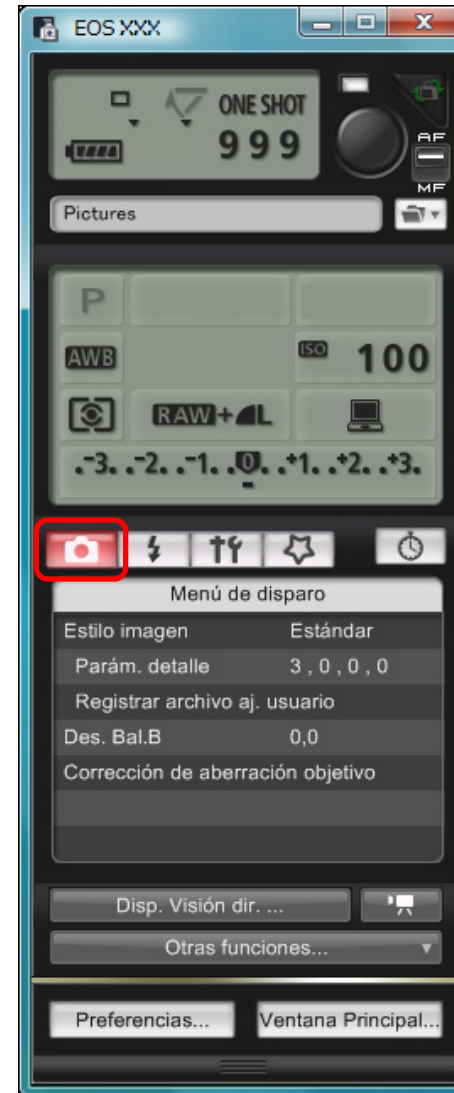 EOS XXX
ONE SHOT
999
AF
MF
Pictures
P
AWB
ISO 100
RAW+L
.-3. .-2. .-1. .0. .+1. .+2. .+3.
Menú de disparo
Estilo imagen Estándar
Parám. detalle 3 , 0 , 0 , 0
Registrar archivo aj. usuario
Des. Bal.B 0,0
Corrección de aberración objetivo
Disp. Visión dir. ...
Otras funciones...
Preferencias... Ventana Principal...